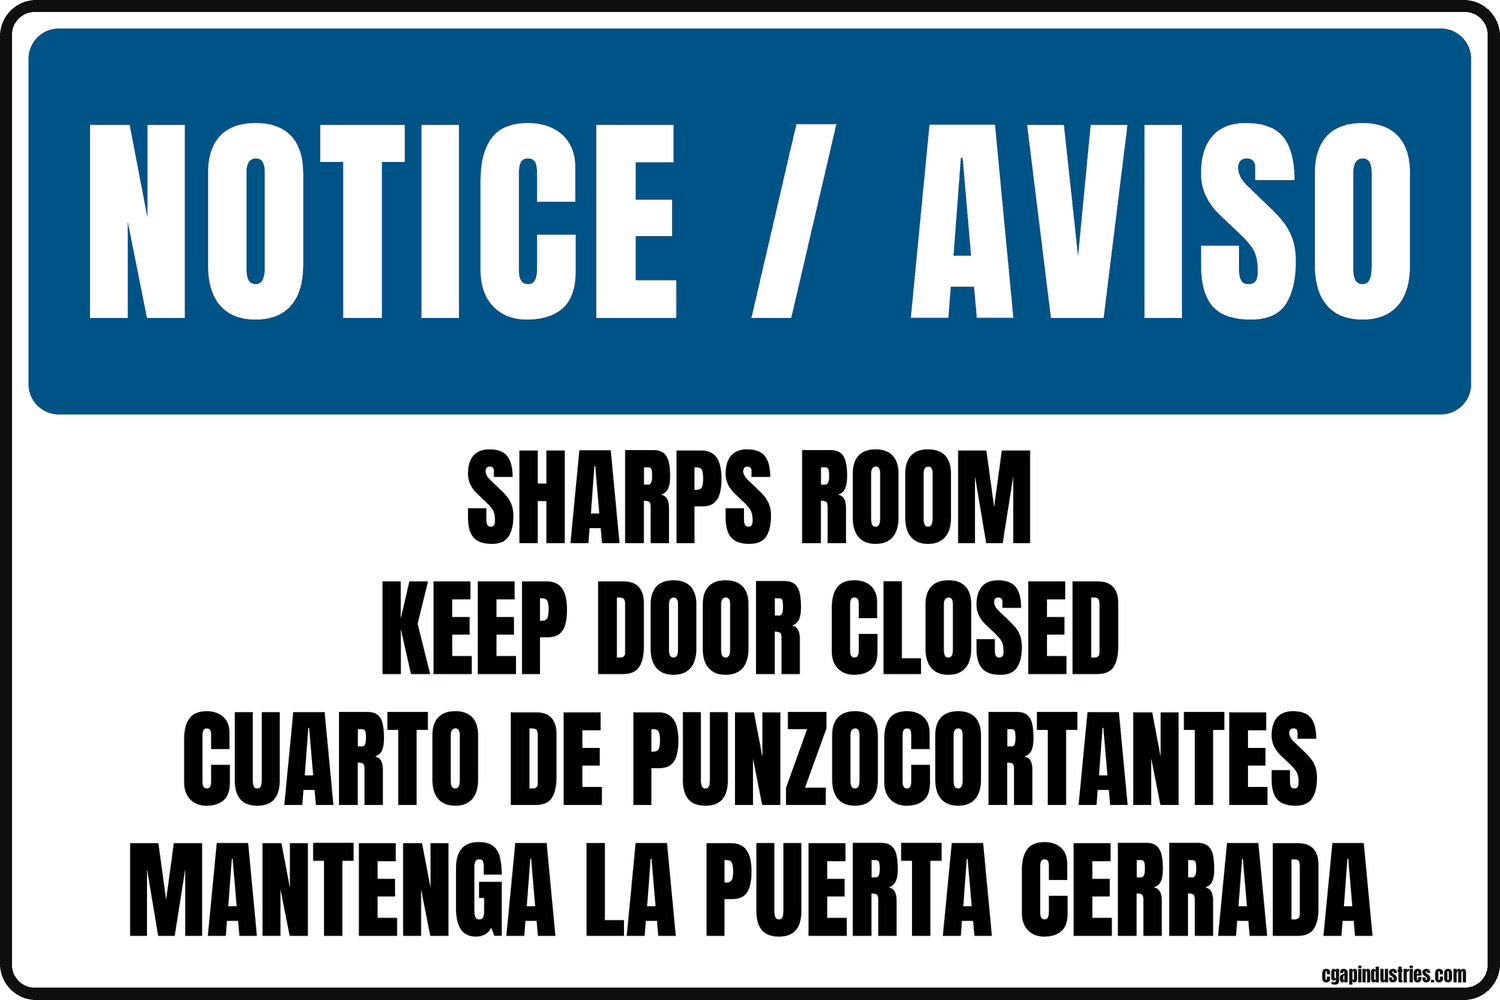 NOTICE / AVISO
SHARPS ROOM
KEEP DOOR CLOSED
CUARTO DE PUNZOCORTANTES
MANTENGA LA PUERTA CERRADA
cgapindustries.com